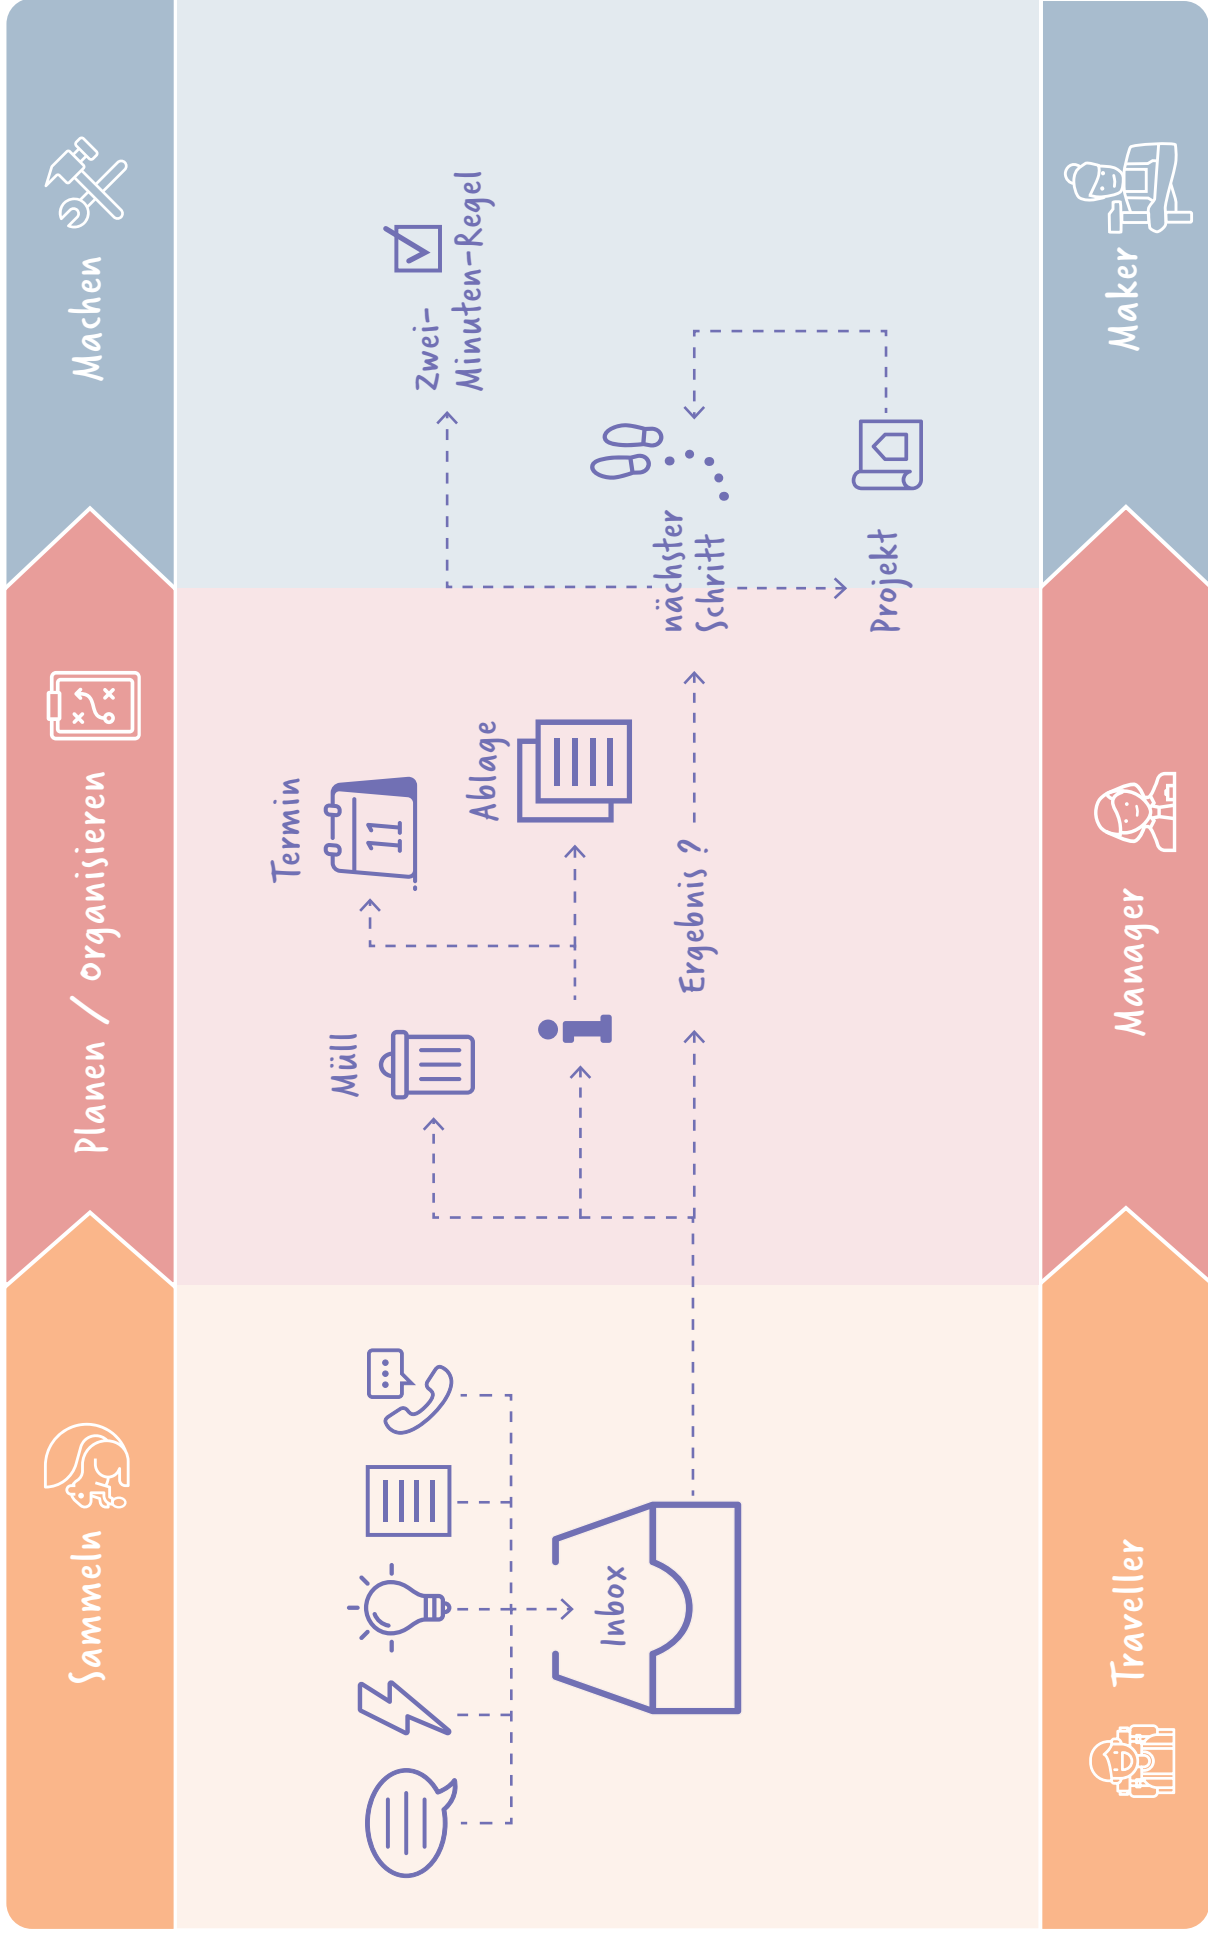 Sammeln
Planen / Organisieren
Machen
Termin
Müll
Zwei-
Minuten-Regel
Ablage
11
Inbox
Ergebnis ?
nächster
Schritt
Projekt
Traveller
Manager
Maker